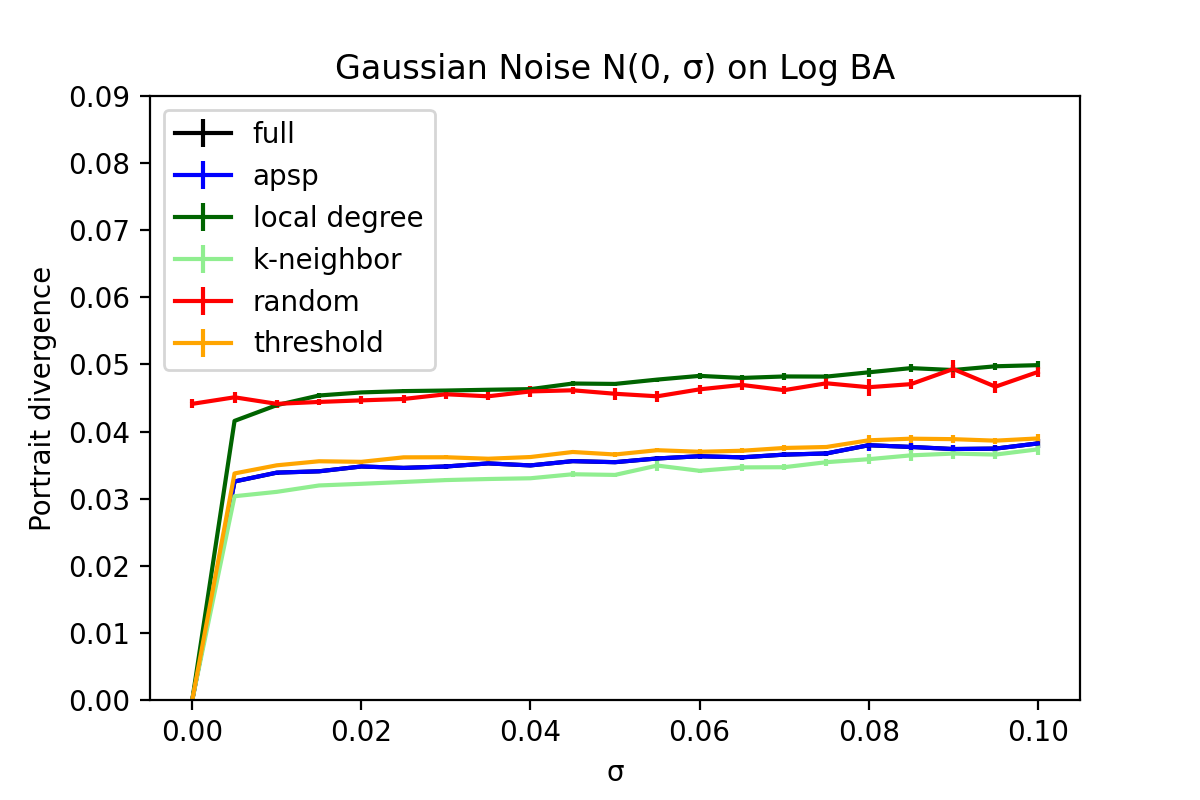 Gaussian Noise N(0, σ) on Log BA
0.09
0.08
0.07
0.06
0.05
0.04
0.03
0.02
0.01
0.00
Portrait divergence
full
apsp
local degree
k-neighbor
random
threshold
0.00 0.02 0.04 0.06 0.08 0.10
σ